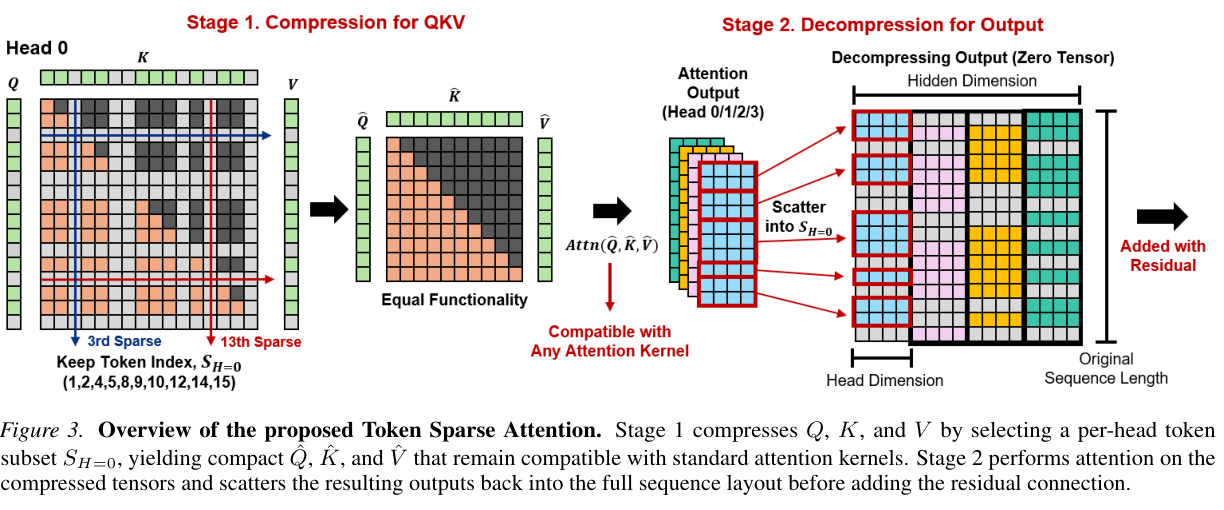 Stage 1. Compression for QKV
Stage 2. Decompression for Output
Head 0
K
Q
V
3rd Sparse
13th Sparse
Keep Token Index, S_{H=0}
(1,2,4,5,8,9,10,12,14,15)
K̂
Q̂
V̂
Equal Functionality
Attn(Q̂, K̂, V̂)
Compatible with
Any Attention Kernel
Attention
Output
(Head 0/1/2/3)
Scatter
into S_{H=0}
Decompressing Output (Zero Tensor)
Hidden Dimension
Head Dimension
Original
Sequence Length
Added with
Residual
Figure 3. Overview of the proposed Token Sparse Attention. Stage 1 compresses Q, K, and V by selecting a per-head token
subset S_{H=0}, yielding compact Q̂, K̂, and V̂ that remain compatible with standard attention kernels. Stage 2 performs attention on the
compressed tensors and scatters the resulting outputs back into the full sequence layout before adding the residual connection.